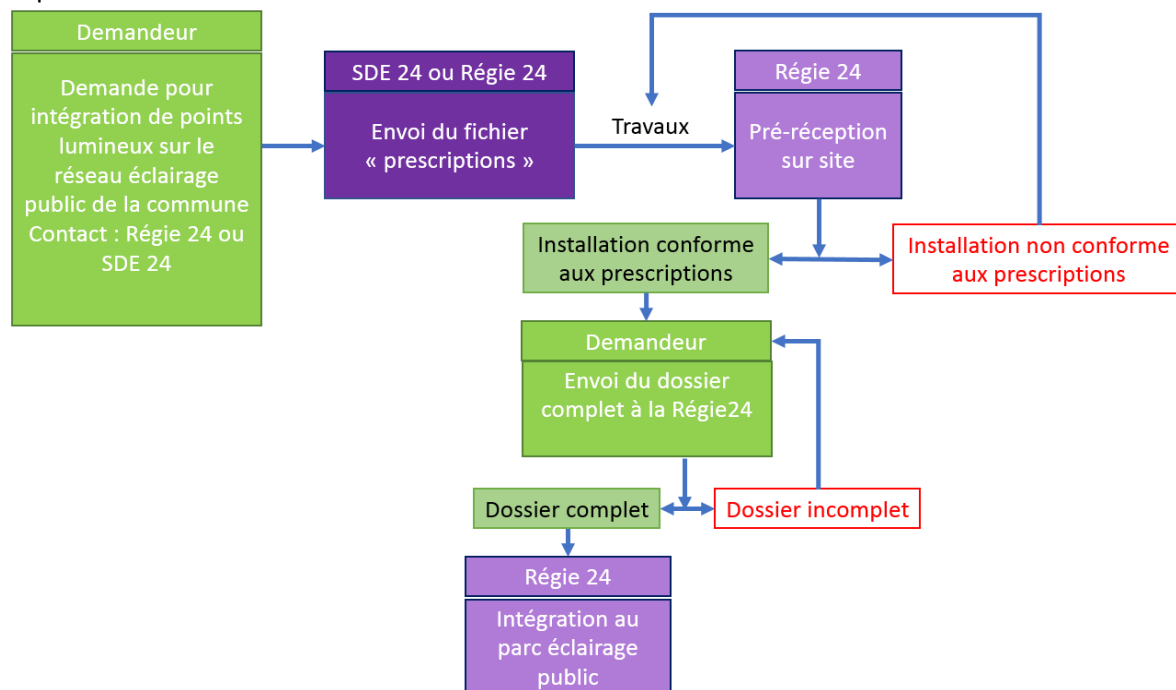 Demandeur
Demande pour
intégration de points
lumineux sur le
réseau éclairage
public de la commune
Contact : Régie 24 ou
SDE 24
SDE 24 ou Régie 24
Envoi du fichier
« prescriptions »
Travaux
Régie 24
Pré-réception
sur site
Installation conforme
aux prescriptions
Installation non conforme
aux prescriptions
Demandeur
Envoi du dossier
complet à la Régie24
Dossier complet
Dossier incomplet
Régie 24
Intégration au
parc éclairage
public